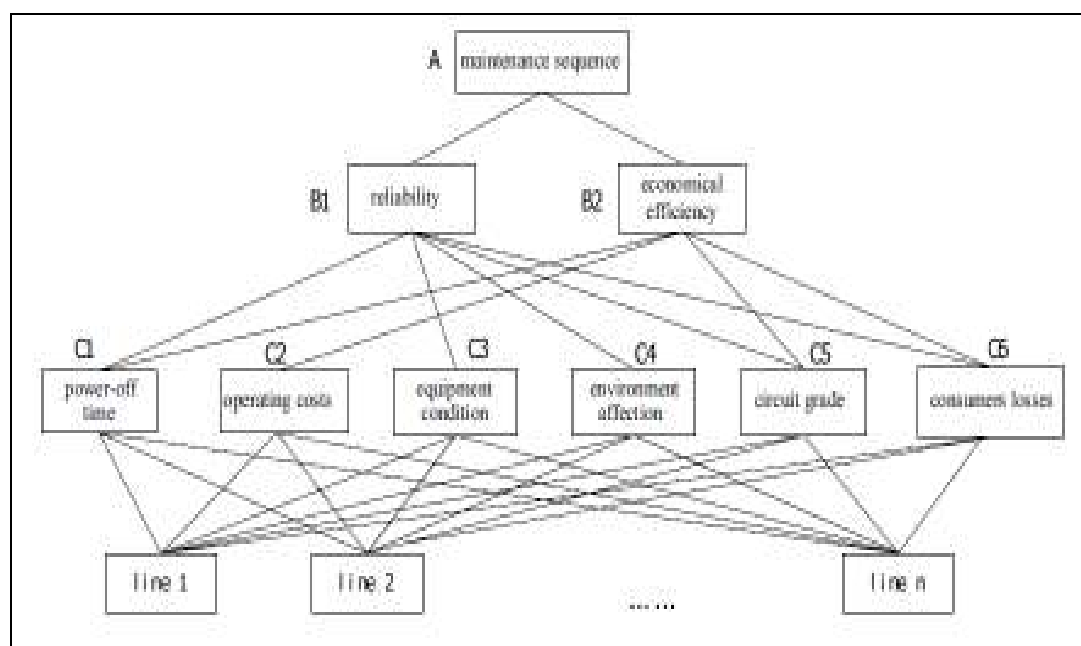 A
maintenance sequence
B1
reliability
B2
economical
efficiency
C1
power-off
time
C2
operating costs
C3
equipment
condition
C4
environment
affection
C5
circuit grade
C6
consumers losses
line 1
line 2
... ...
line n